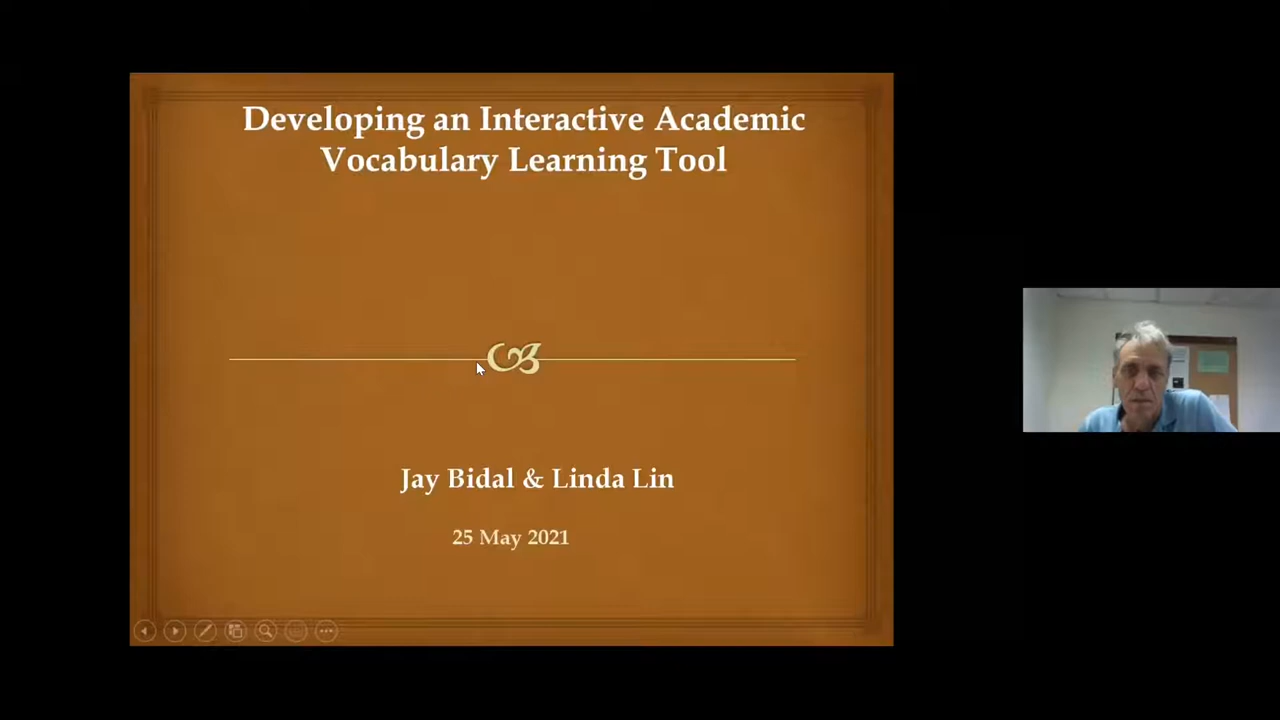 Developing an Interactive Academic
Vocabulary Learning Tool
Jay Bidal & Linda Lin
25 May 2021